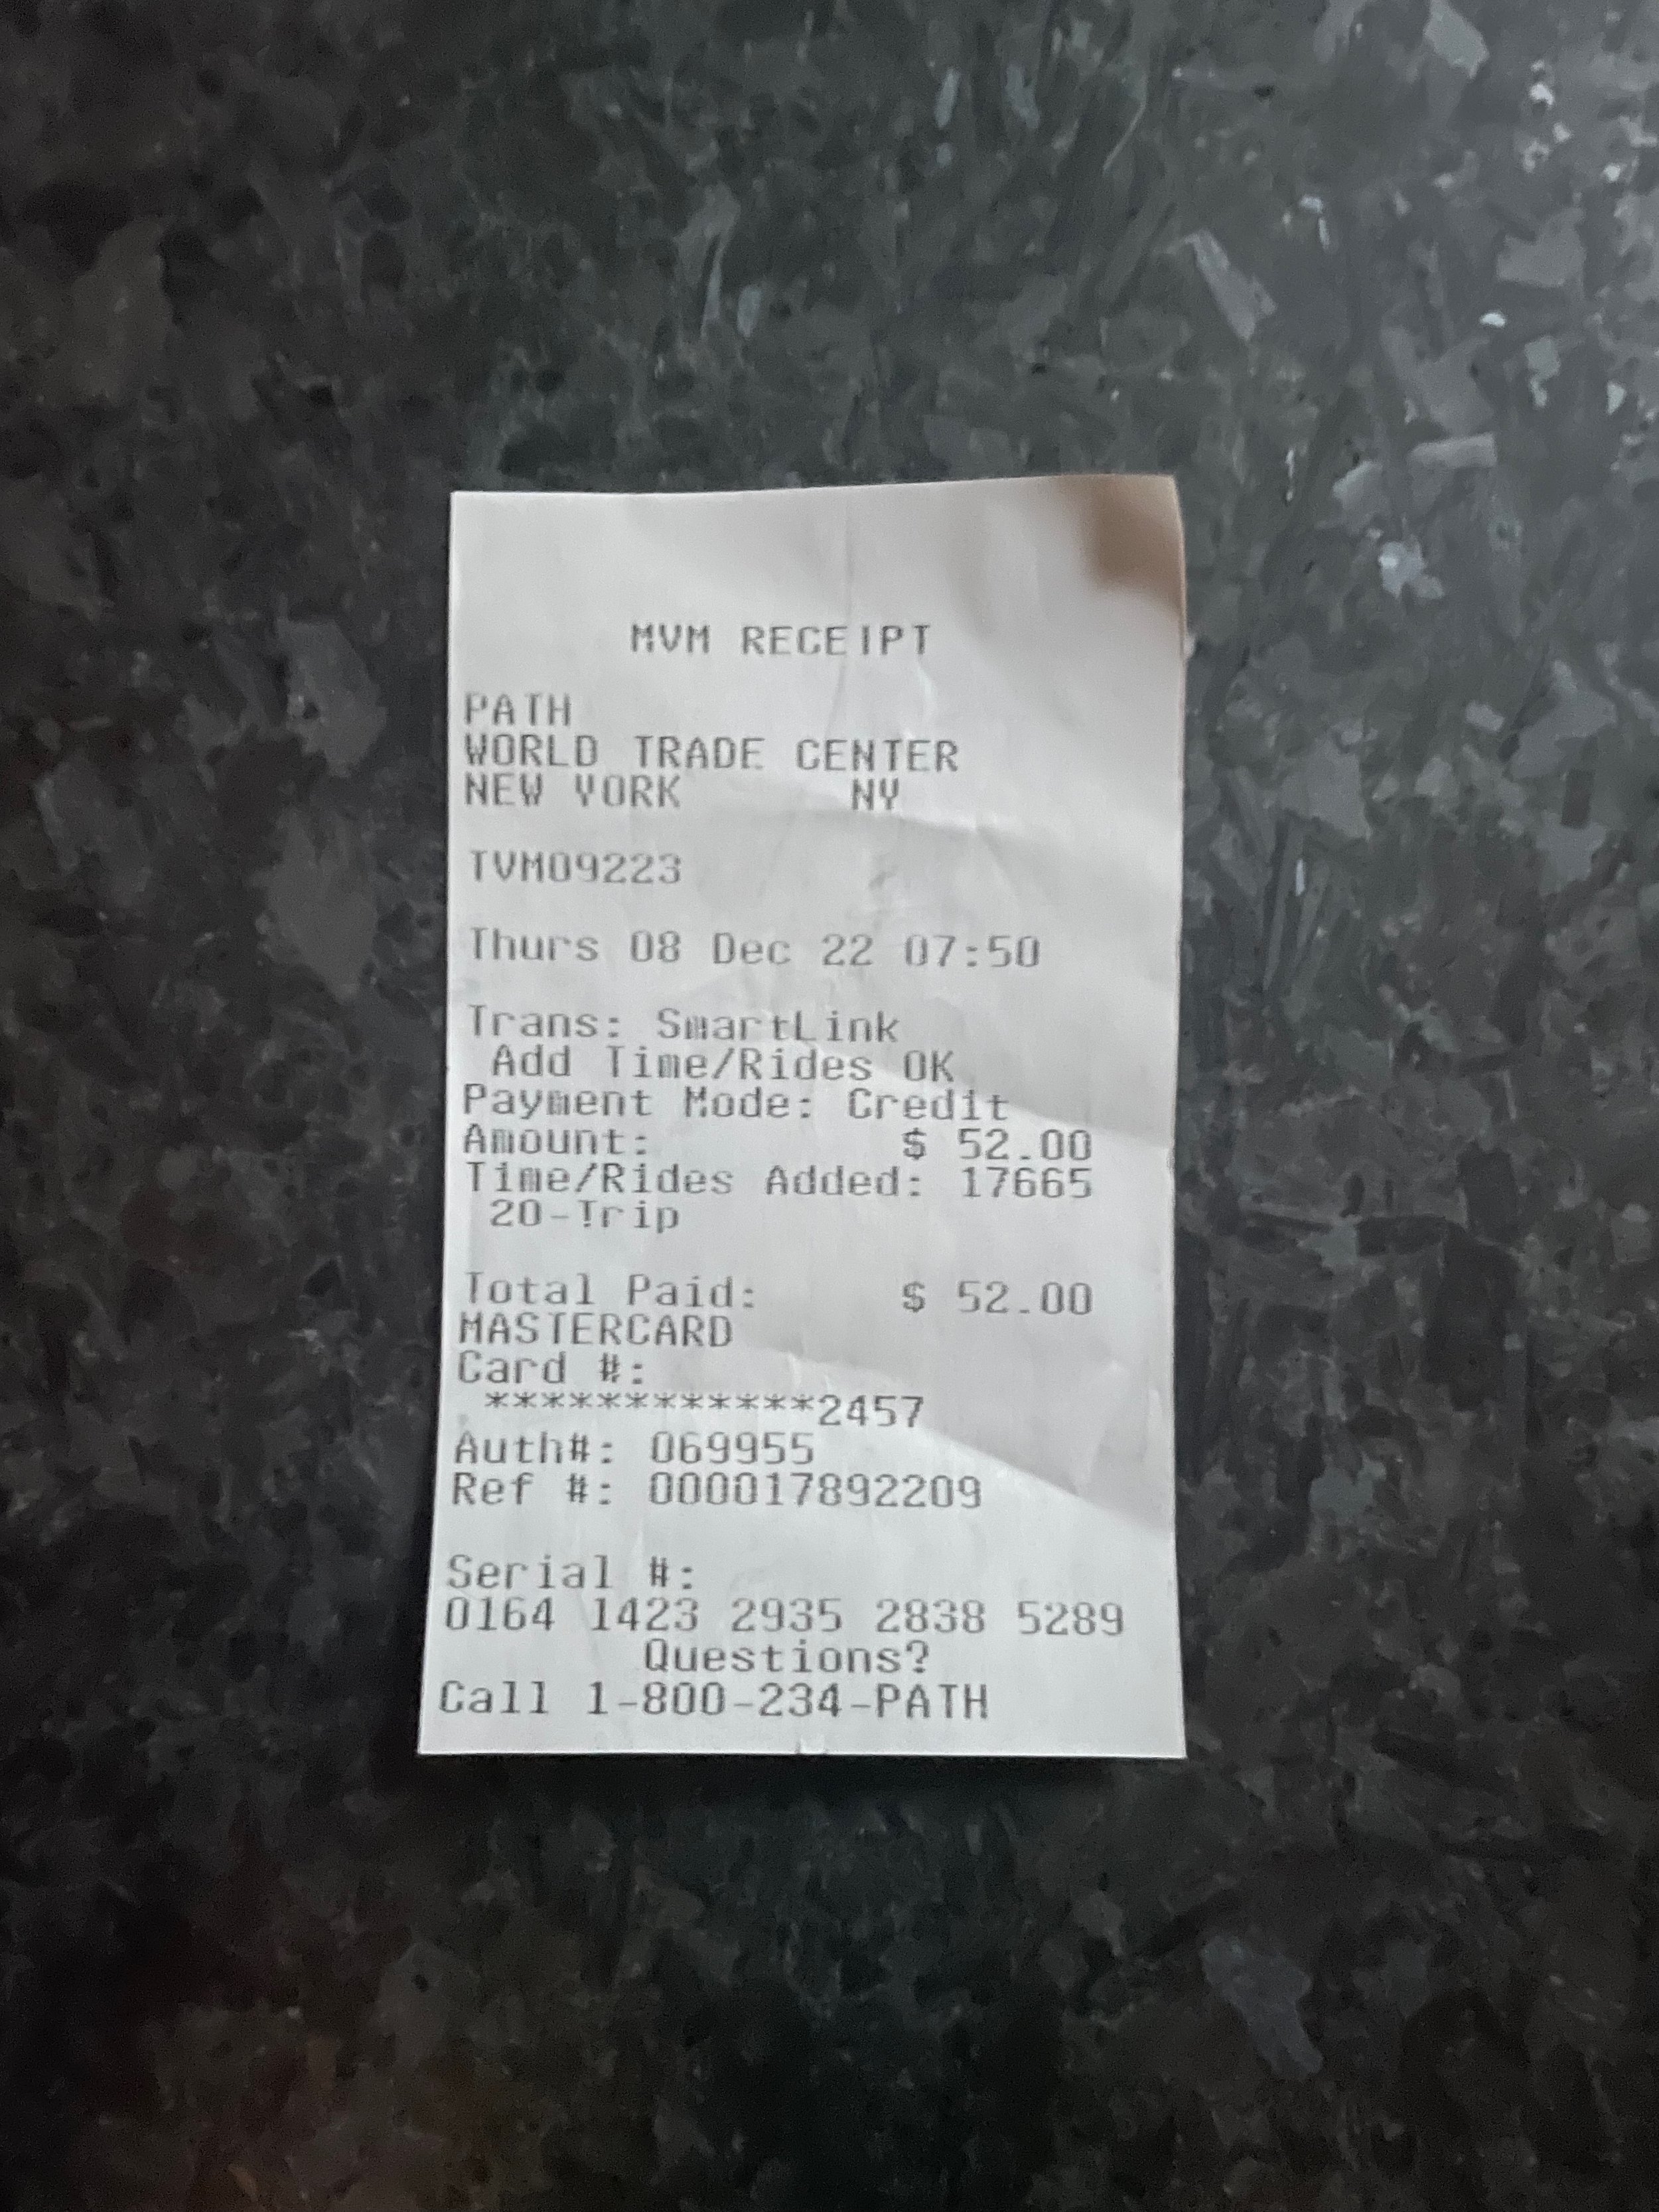 MVM RECEIPT
PATH
WORLD TRADE CENTER
NEW YORK NY
TVM09223
Thurs 08 Dec 22 07:50
Trans: SmartLink
Add Time/Rides OK
Payment Mode: Credit
Amount: $ 52.00
Time/Rides Added: 17665
20-Trip
Total Paid: $ 52.00
MASTERCARD
Card #:
************2457
Auth#: 069955
Ref #: 000017892209
Serial #:
0164 1423 2935 2838 5289
Questions?
Call 1-800-234-PATH